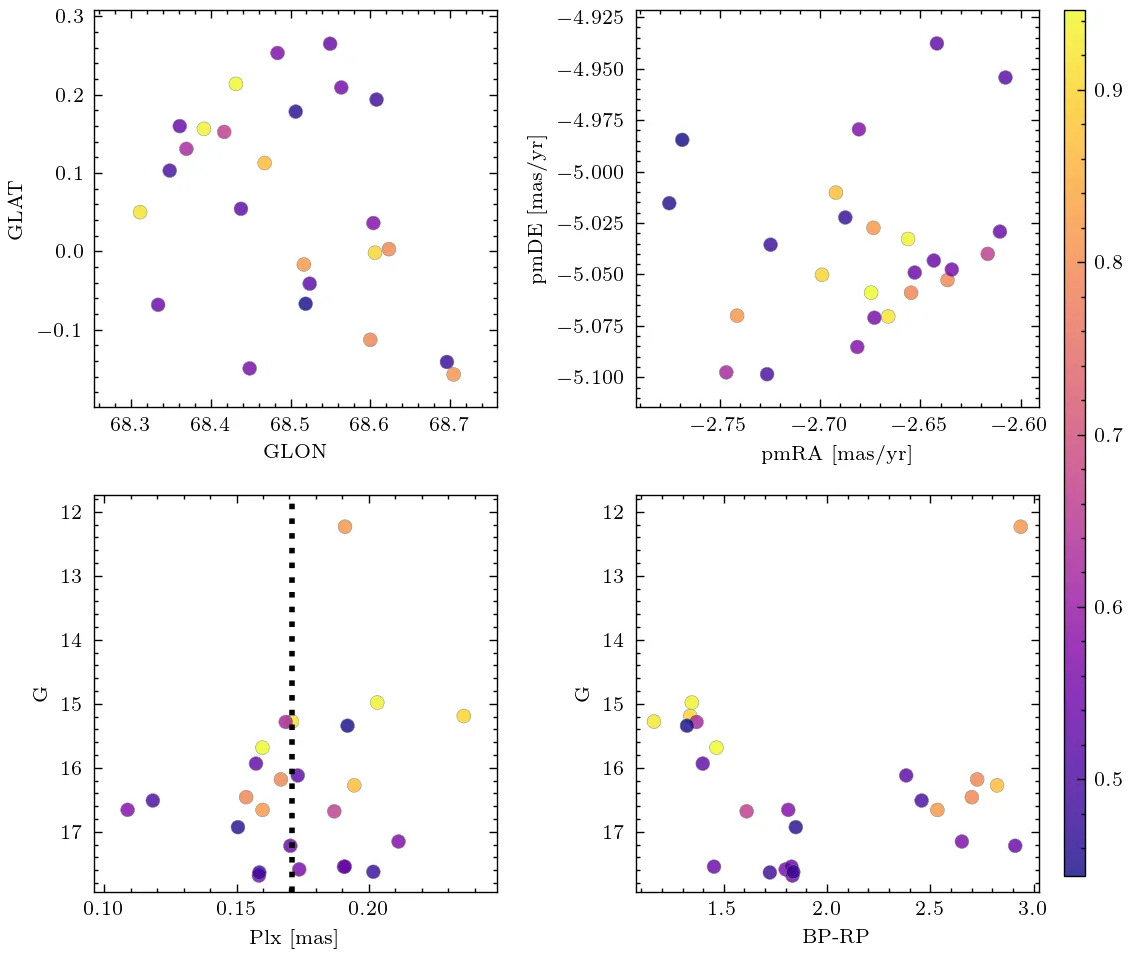 0.3
0.2
0.1
0.0
−0.1
GLAT
68.3 68.4 68.5 68.6 68.7
GLON
−4.925
−4.950
−4.975
−5.000
−5.025
−5.050
−5.075
−5.100
pmDE [mas/yr]
−2.75 −2.70 −2.65 −2.60
pmRA [mas/yr]
0.9
0.8
0.7
0.6
0.5
12
13
14
15
16
17
G
0.10 0.15 0.20
Plx [mas]
12
13
14
15
16
17
G
1.5 2.0 2.5 3.0
BP-RP